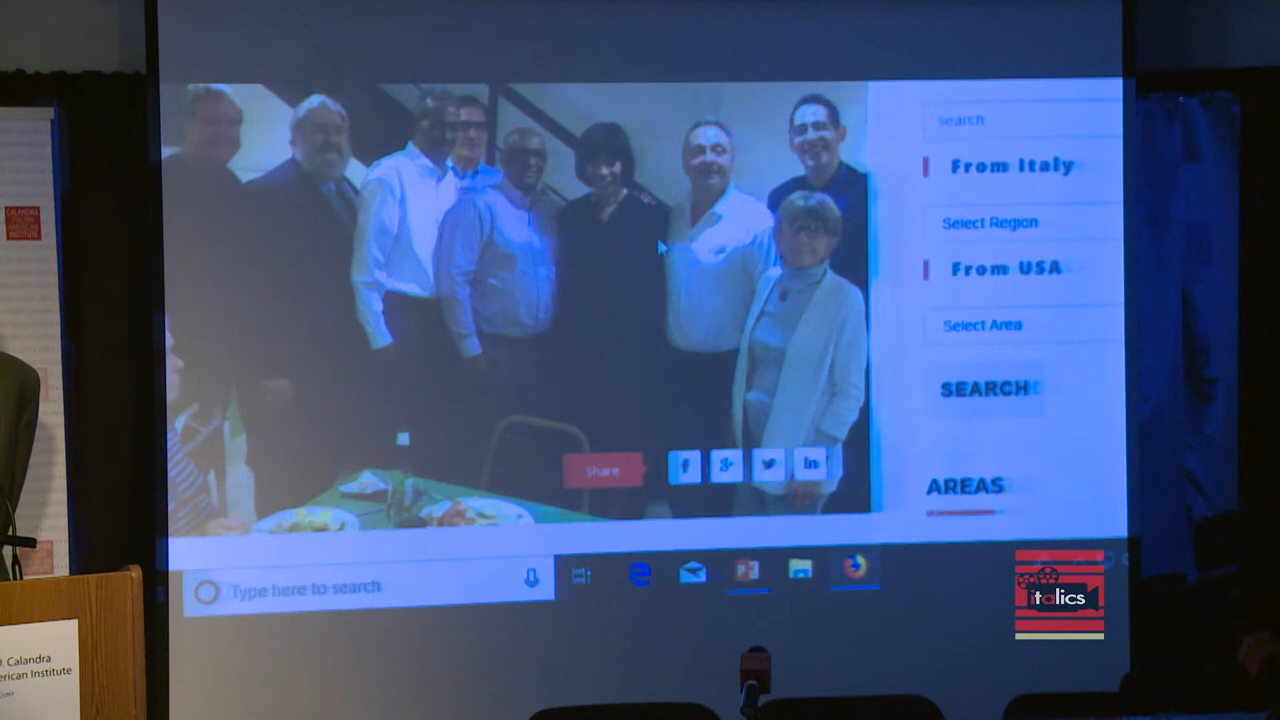 search
From Italy
Select Region
From USA
Select Area
SEARCH
AREAS
Share
f
g+
in
Type here to search
CALANDRA
ITALIAN
AMERICAN
INSTITUTE
D. Calandra
erican Institute
italics